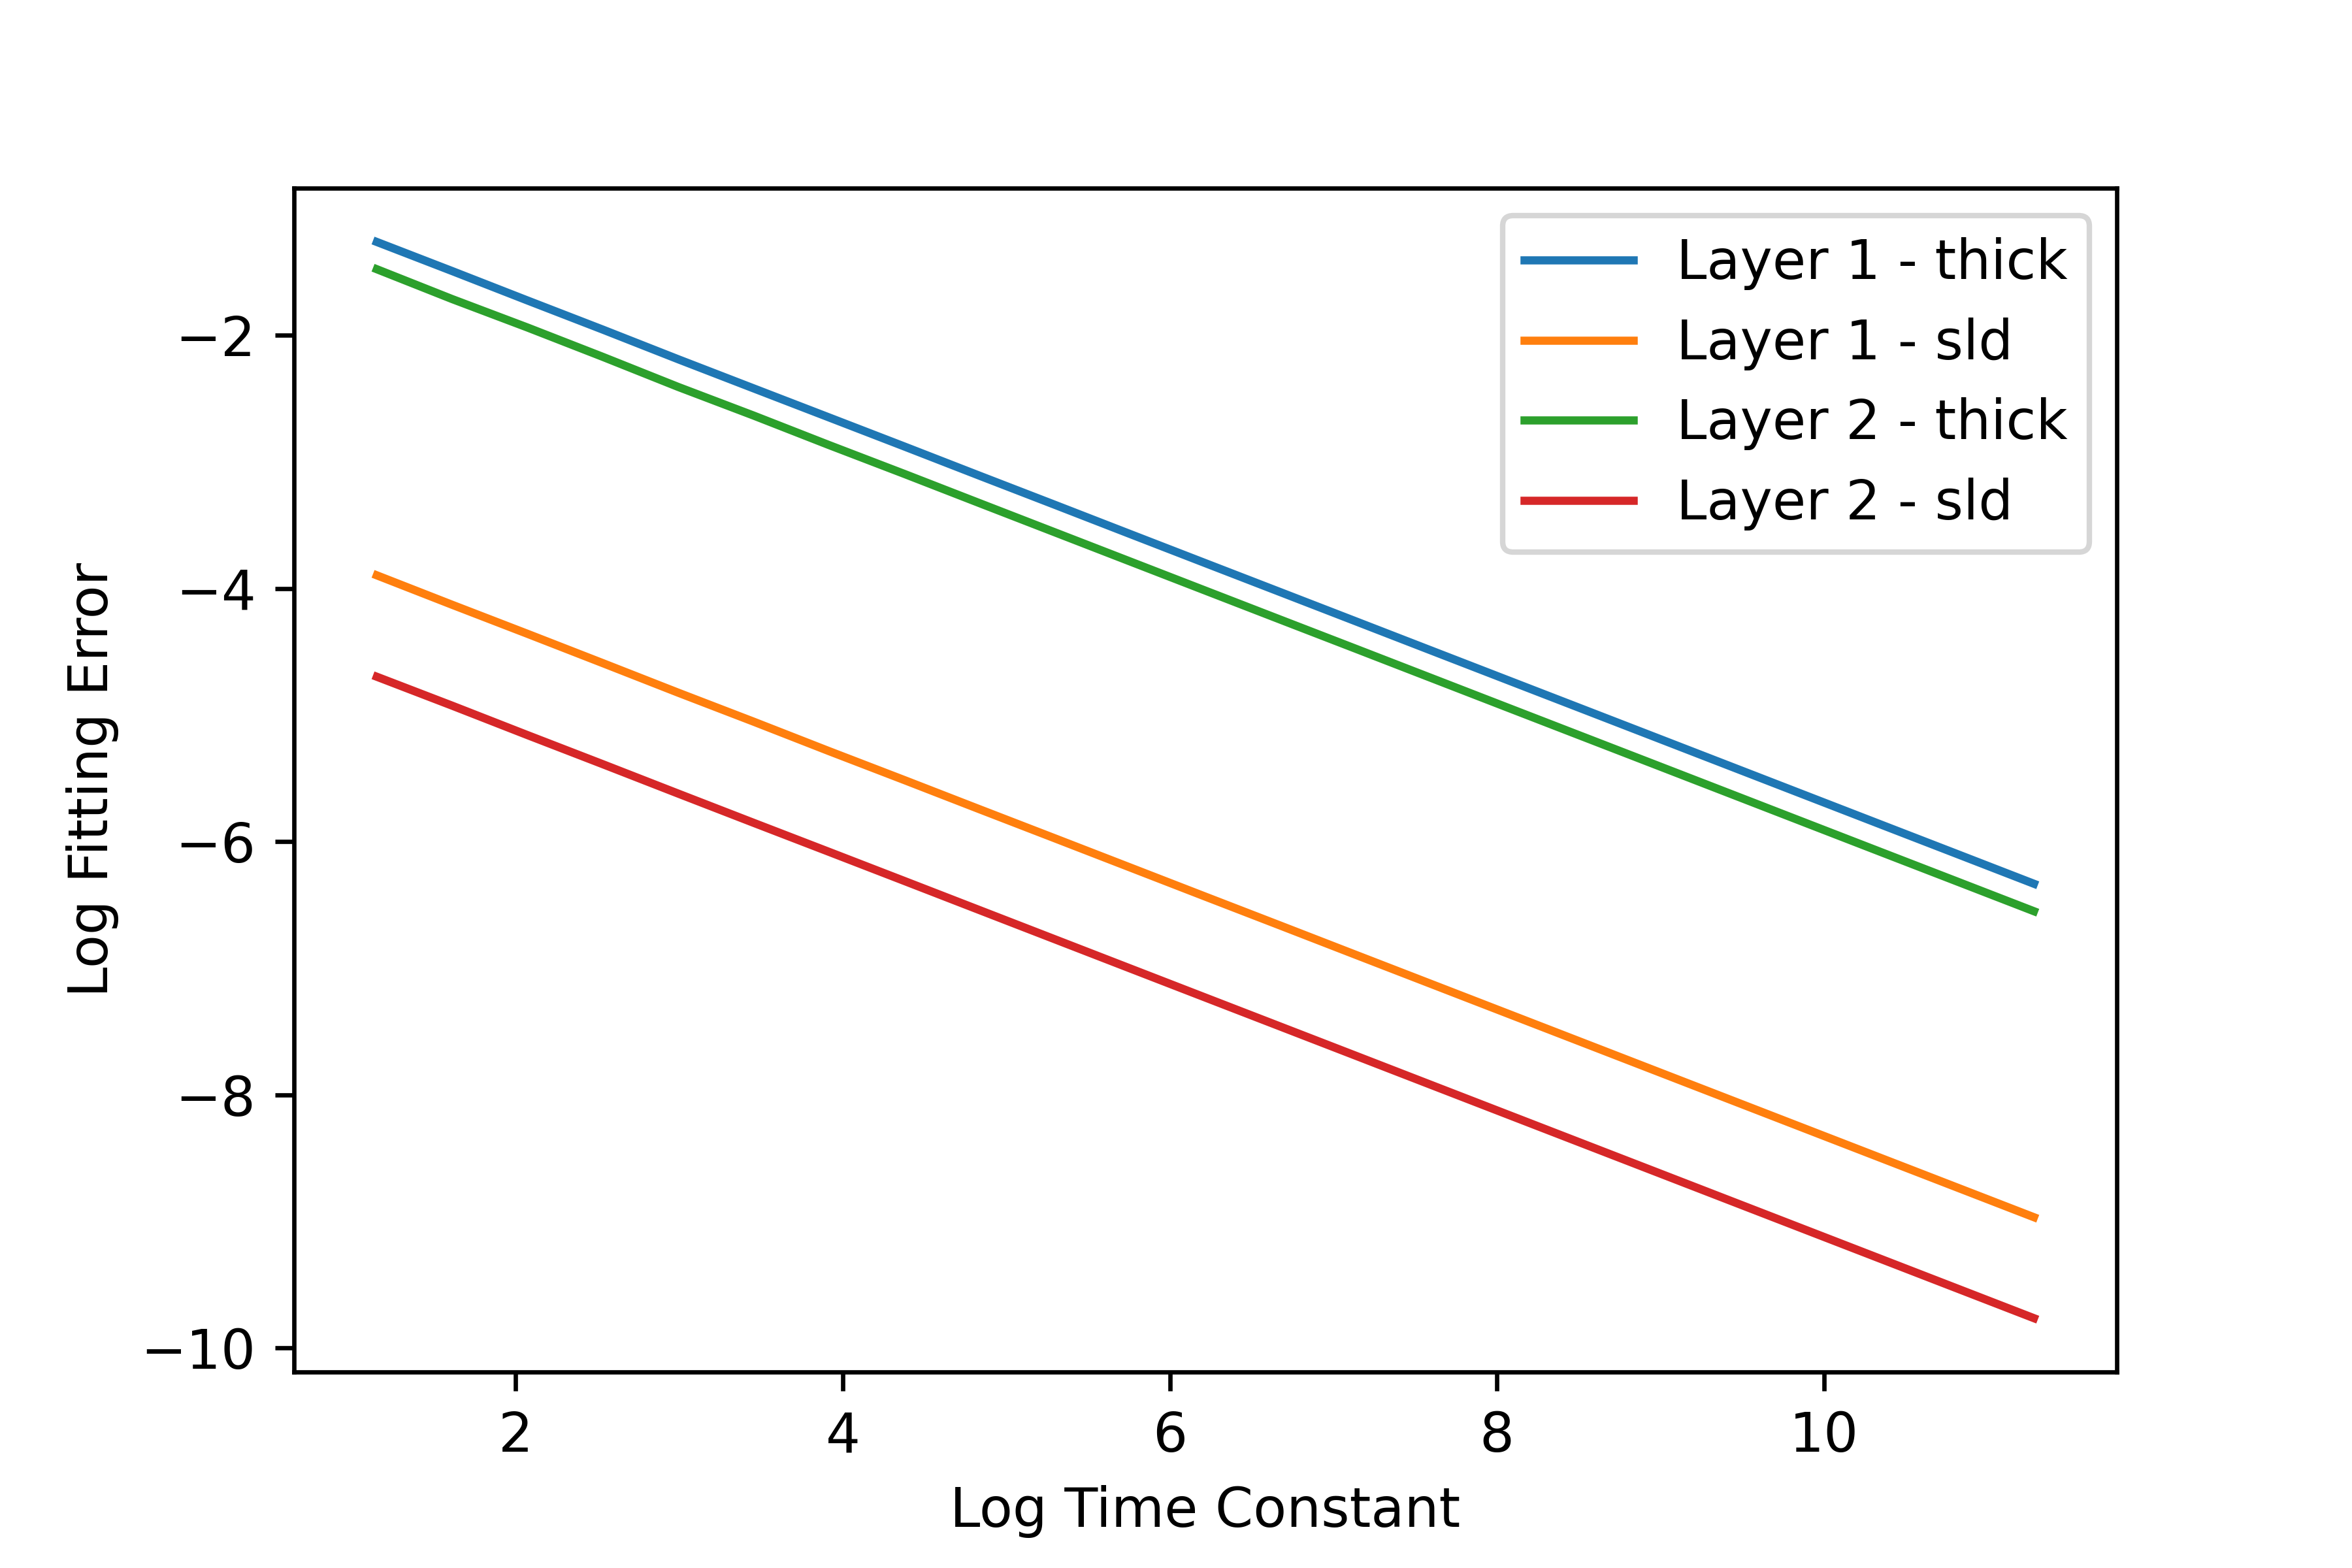 Layer 1 - thick
Layer 1 - sld
Layer 2 - thick
Layer 2 - sld
Log Fitting Error
−2
−4
−6
−8
−10
2 4 6 8 10
Log Time Constant